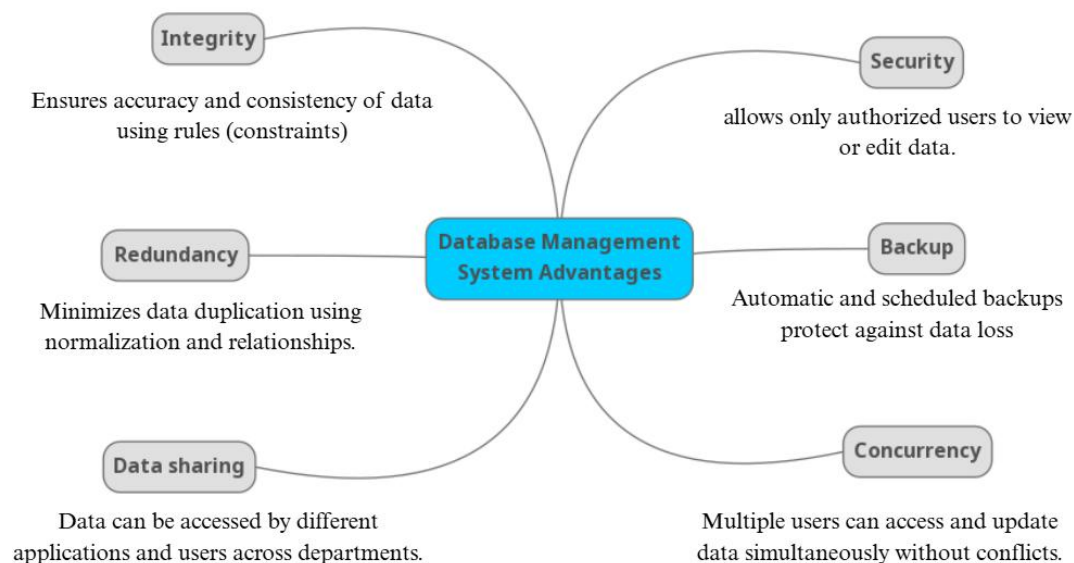 Integrity
Ensures accuracy and consistency of data
using rules (constraints)
Security
allows only authorized users to view
or edit data.
Database Management
System Advantages
Redundancy
Minimizes data duplication using
normalization and relationships.
Backup
Automatic and scheduled backups
protect against data loss
Data sharing
Data can be accessed by different
applications and users across departments.
Concurrency
Multiple users can access and update
data simultaneously without conflicts.